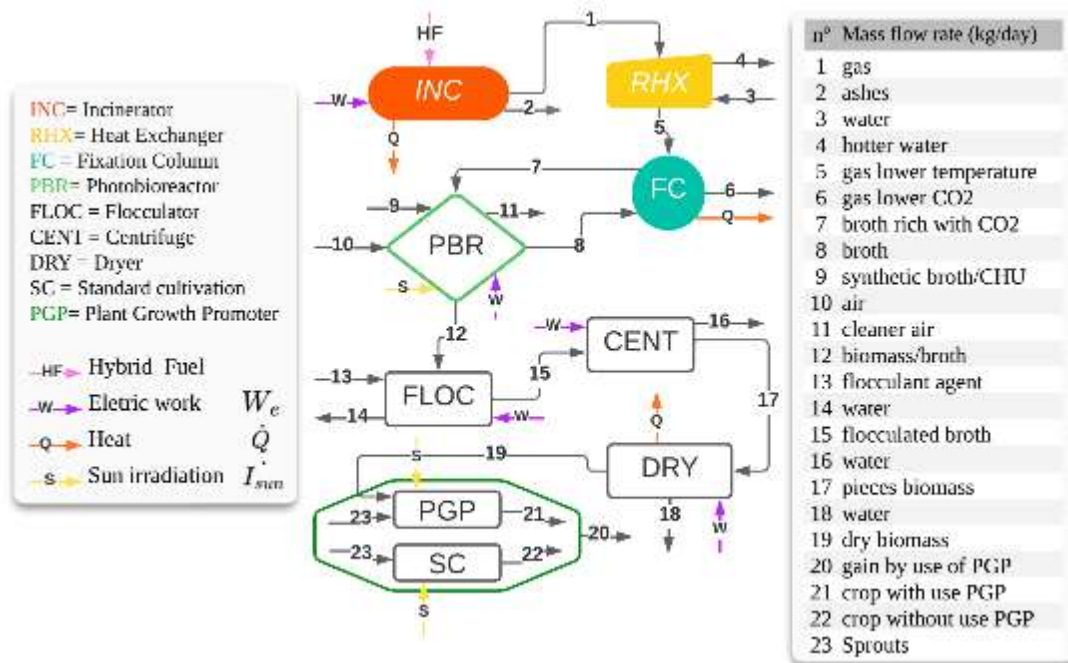 INC= Incinerator
RHX= Heat Exchanger
FC = Fixation Column
PBR= Photobioreactor
FLOC = Flocculator
CENT = Centrifuge
DRY = Dryer
SC = Standard cultivation
PGP= Plant Growth Promoter
HF Hybrid Fuel
W Eletric work W_e
Q Heat Q̇
S Sun irradiation İ_sun
HF
1
INC
RHX
4
W
2
3
Q
5
7
FC
6
9
11
Q
10
PBR
8
S
W
12
W
16
CENT
13
15
FLOC
14
W
17
Q
S
19
DRY
PGP
23
21
18
W
20
23
SC
22
S
nº Mass flow rate (kg/day)
1 gas
2 ashes
3 water
4 hotter water
5 gas lower temperature
6 gas lower CO2
7 broth rich with CO2
8 broth
9 synthetic broth/CHU
10 air
11 cleaner air
12 biomass/broth
13 flocculant agent
14 water
15 flocculated broth
16 water
17 pieces biomass
18 water
19 dry biomass
20 gain by use of PGP
21 crop with use PGP
22 crop without use PGP
23 Sprouts